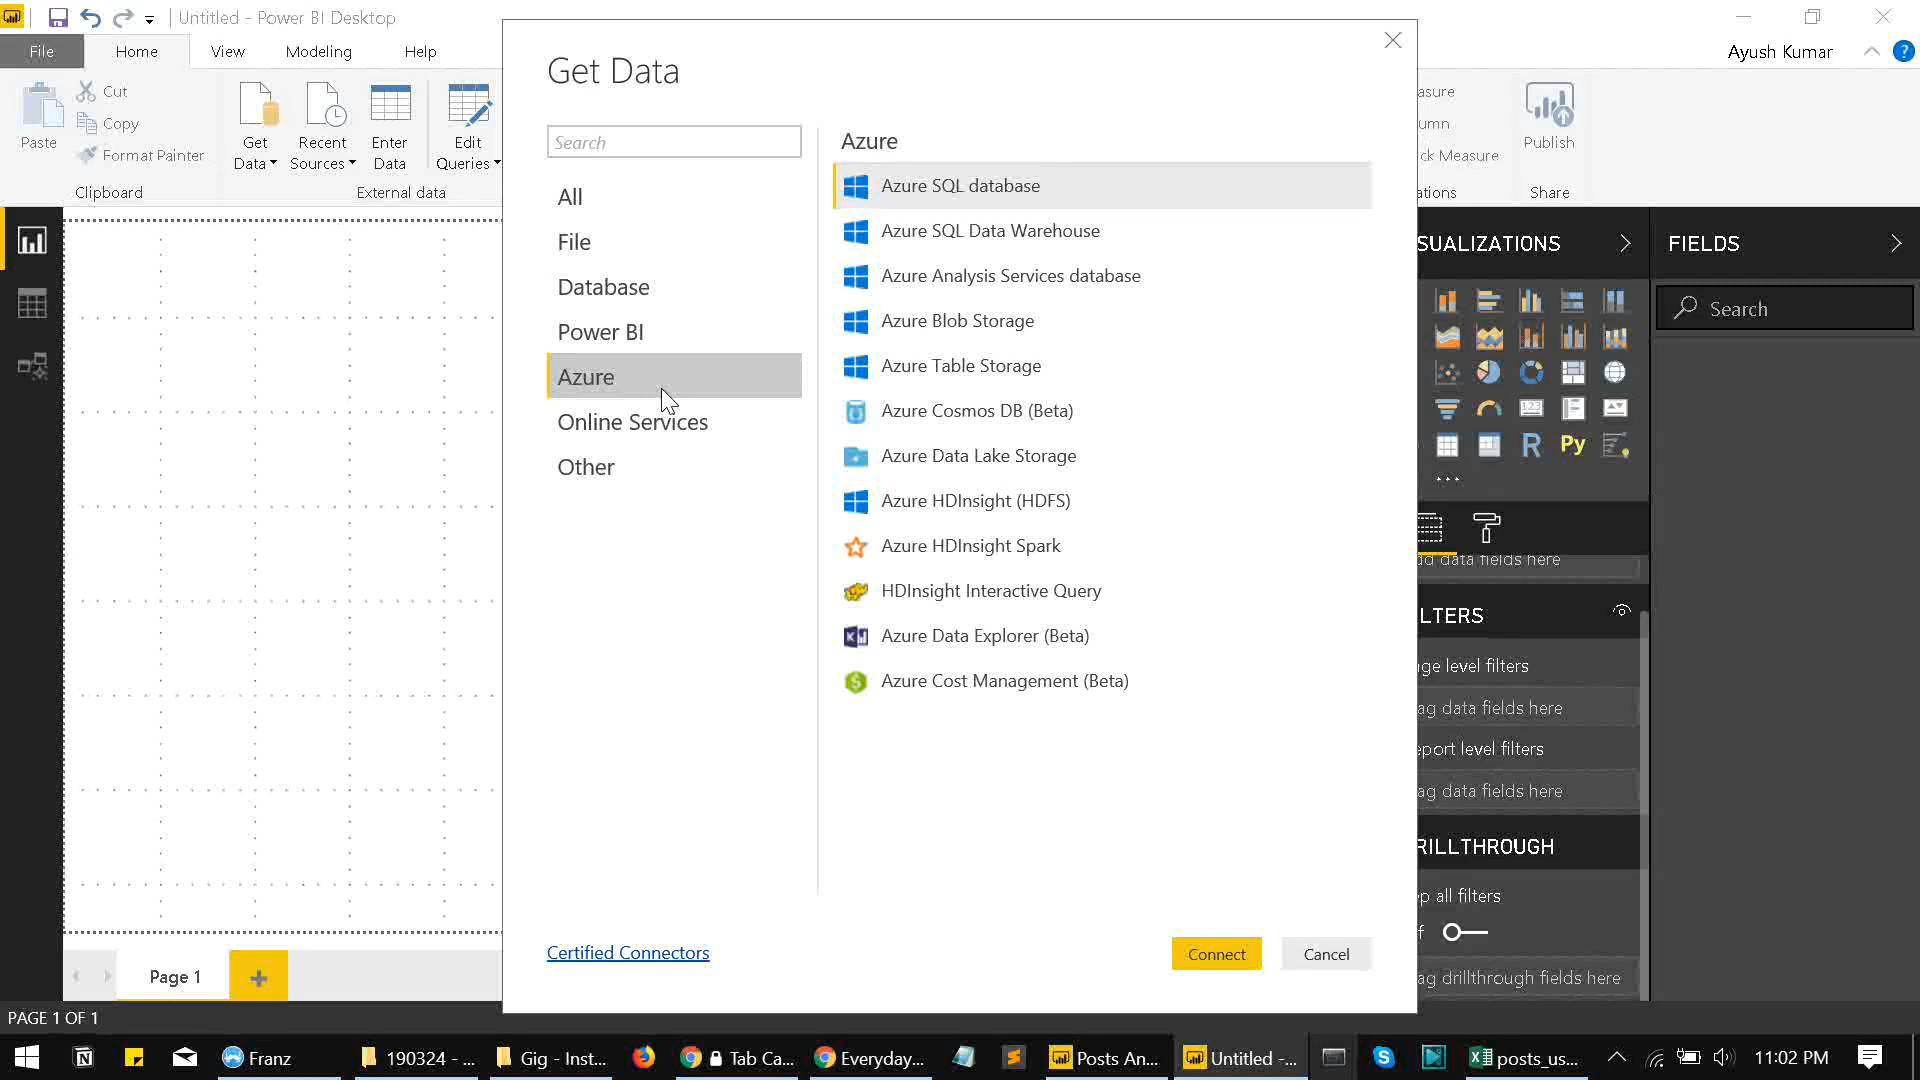 Untitled - Power BI Desktop
File
Home
View
Modeling
Help
Ayush Kumar
Paste
Cut
Copy
Format Painter
Clipboard
Get
Data
Recent
Sources
Enter
Data
Edit
Queries
External data
asure
umn
ck Measure
ations
Publish
Share
Get Data
Search
All
File
Database
Power BI
Azure
Online Services
Other
Azure
Azure SQL database
Azure SQL Data Warehouse
Azure Analysis Services database
Azure Blob Storage
Azure Table Storage
Azure Cosmos DB (Beta)
Azure Data Lake Storage
Azure HDInsight (HDFS)
Azure HDInsight Spark
HDInsight Interactive Query
Azure Data Explorer (Beta)
Azure Cost Management (Beta)
Certified Connectors
Connect
Cancel
SUALIZATIONS
FIELDS
Search
123
R
Py
dd data fields here
LTERS
ge level filters
ag data fields here
eport level filters
ag data fields here
RILLTHROUGH
p all filters
f
ag drillthrough fields here
Page 1
PAGE 1 OF 1
Franz
190324 - ...
Gig - Inst...
Tab Ca...
Everyday...
Posts An...
Untitled -...
posts_us...
11:02 PM